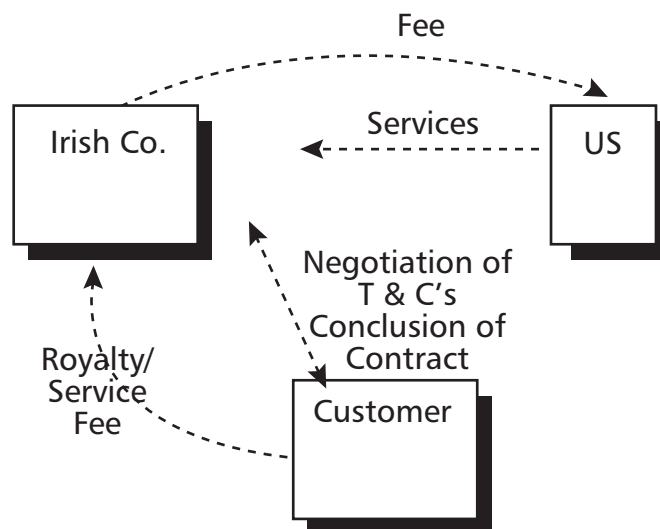 Fee
Irish Co.
Services
US
Negotiation of
T & C's
Conclusion of
Contract
Royalty/
Service
Fee
Customer